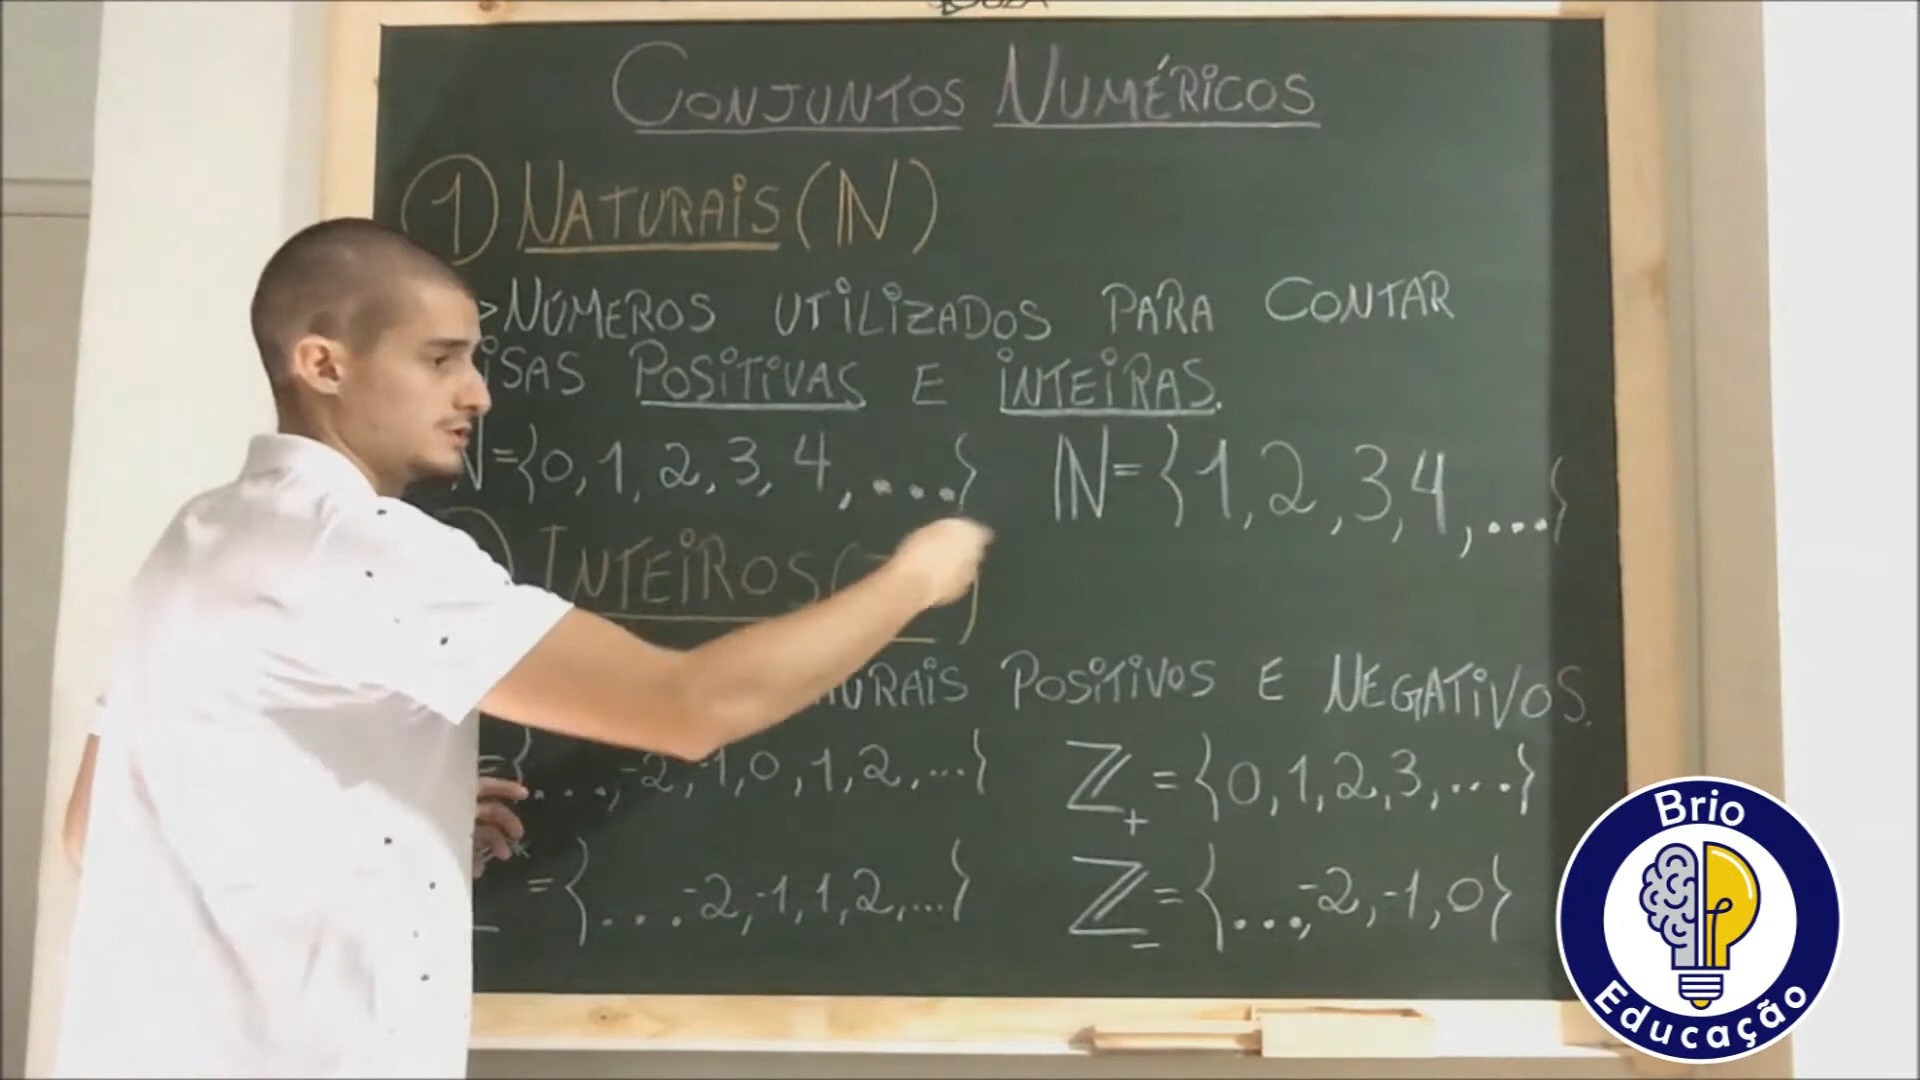 CONJUNTOS NUMÉRICOS
1 NATURAIS (ℕ)
>NÚMEROS UTILIZADOS PARA CONTAR
ISAS POSITIVAS E INTEIRAS.
ℕ={0,1,2,3,4,...} ℕ={1,2,3,4,...}
INTEIROS (
URAIS POSITIVOS E NEGATIVOS.
={...,-2,-1,0,1,2,...} ℤ+={0,1,2,3,...}
*={...-2,-1,1,2,...} ℤ-={...,-2,-1,0}
Brio
Educação